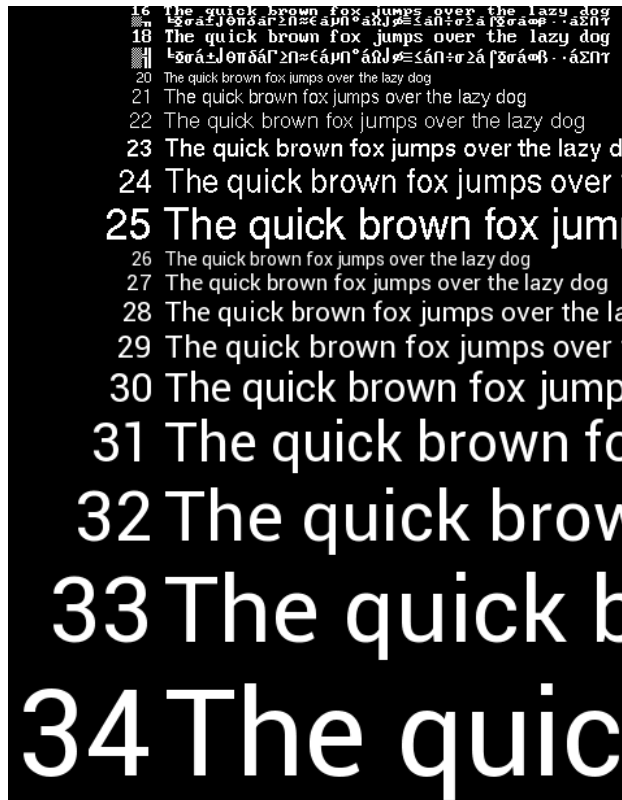 16 The quick brown fox jumps over the lazy dog
18 The quick brown fox jumps over the lazy dog
20 The quick brown fox jumps over the lazy dog
21 The quick brown fox jumps over the lazy dog
22 The quick brown fox jumps over the lazy dog
23 The quick brown fox jumps over the lazy d
24 The quick brown fox jumps over
25 The quick brown fox jum
26 The quick brown fox jumps over the lazy dog
27 The quick brown fox jumps over the lazy dog
28 The quick brown fox jumps over the la
29 The quick brown fox jumps over
30 The quick brown fox jump
31 The quick brown fo
32 The quick brow
33 The quick b
34 The quic